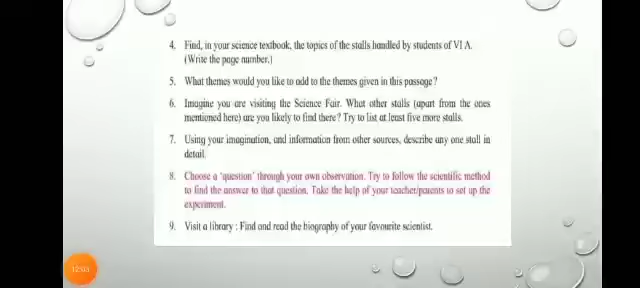 4. Find, in your science textbook, the topics of the stalls handled by students of VI A.
(Write the page number.)
5. What themes would you like to add to the themes given in this passage?
6. Imagine you are visiting the Science Fair. What other stalls (apart from the ones
mentioned here) are you likely to find there? Try to list at least five more stalls.
7. Using your imagination, and information from other sources, describe any one stall in
detail.
8. Choose a 'question' through your own observation. Try to follow the scientific method
to find the answer to that question. Take the help of your teacher/parents to set up the
experiment.
9. Visit a library : Find and read the biography of your favourite scientist.
12:03